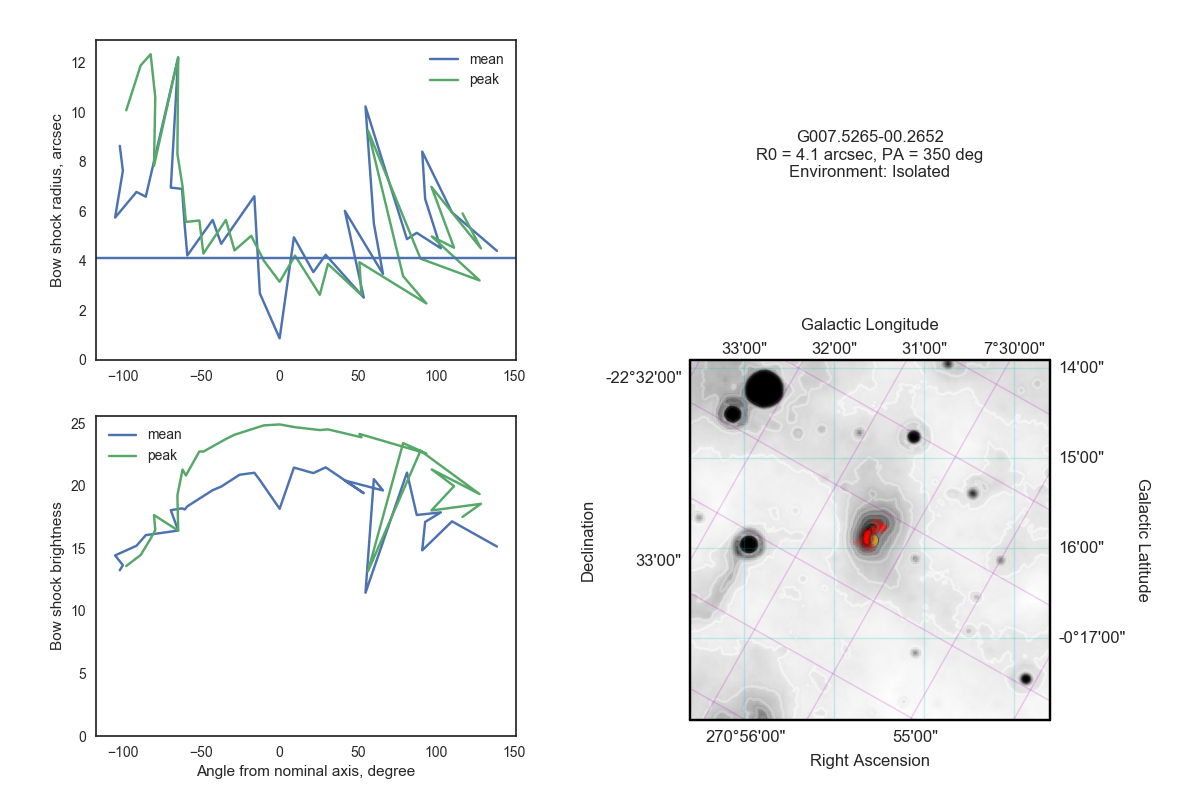 12
10
8
6
4
2
0
Bow shock radius, arcsec
mean
peak
−100 −50 0 50 100 150
25
20
15
10
5
0
Bow shock brightness
mean
peak
−100 −50 0 50 100 150
Angle from nominal axis, degree
G007.5265-00.2652
R0 = 4.1 arcsec, PA = 350 deg
Environment: Isolated
Galactic Longitude
33'00" 32'00" 31'00" 7°30'00"
-22°32'00"
33'00"
Declination
14'00"
15'00"
16'00"
-0°17'00"
Galactic Latitude
270°56'00" 55'00"
Right Ascension